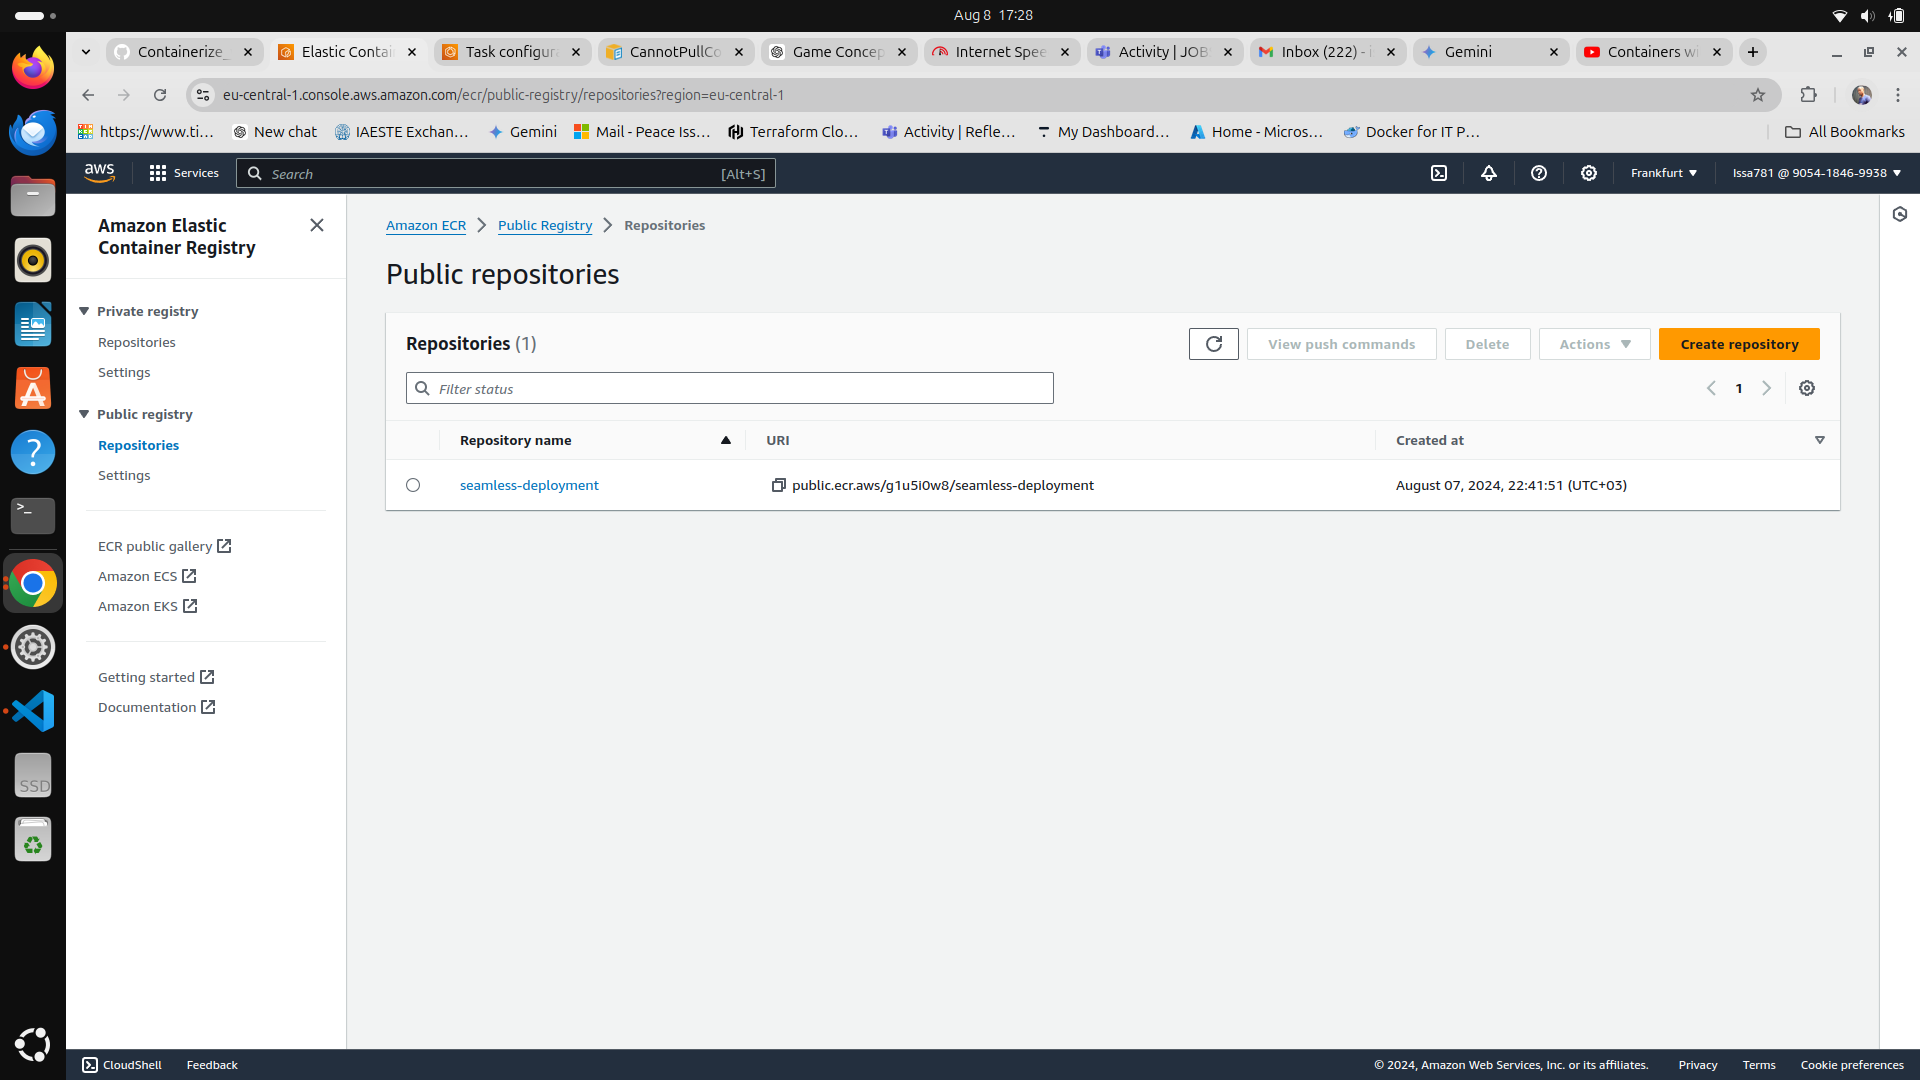 Aug 8 17:28
Containerize_
Elastic Contai
Task configur
CannotPullCo
Game Concep
Internet Spee
Activity | JOB
Inbox (222) - i
Gemini
Containers wi
eu-central-1.console.aws.amazon.com/ecr/public-registry/repositories?region=eu-central-1
https://www.ti...
New chat
IAESTE Exchan...
Gemini
Mail - Peace Iss...
Terraform Clo...
Activity | Refle...
My Dashboard...
Home - Micros...
Docker for IT P...
All Bookmarks
aws
Services
Search
[Alt+S]
Frankfurt
Issa781 @ 9054-1846-9938
Amazon Elastic
Container Registry
Private registry
Repositories
Settings
Public registry
Repositories
Settings
ECR public gallery
Amazon ECS
Amazon EKS
Getting started
Documentation
Amazon ECR
Public Registry
Repositories
Public repositories
Repositories (1)
View push commands
Delete
Actions
Create repository
Filter status
1
Repository name
URI
Created at
seamless-deployment
public.ecr.aws/g1u5i0w8/seamless-deployment
August 07, 2024, 22:41:51 (UTC+03)
SSD
CloudShell
Feedback
© 2024, Amazon Web Services, Inc. or its affiliates.
Privacy
Terms
Cookie preferences